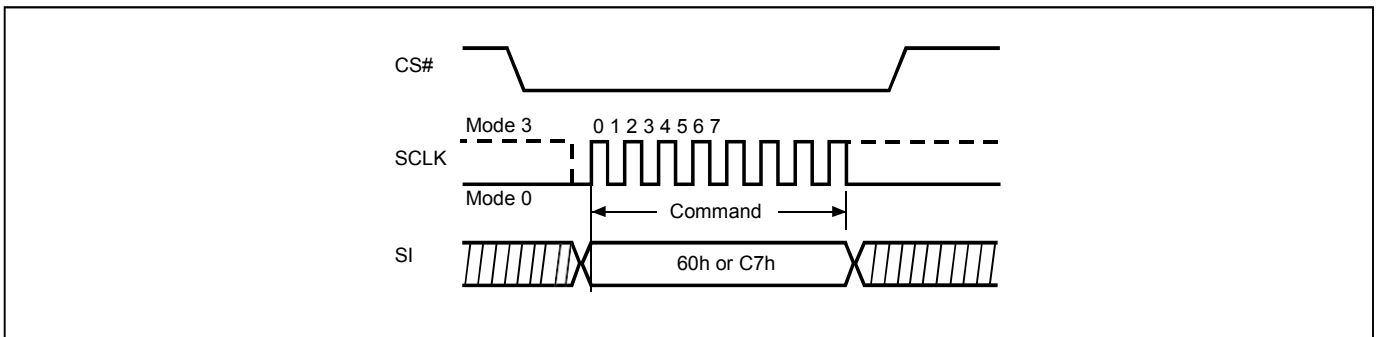 CS#
Mode 3
0 1 2 3 4 5 6 7
SCLK
Mode 0
Command
SI
60h or C7h